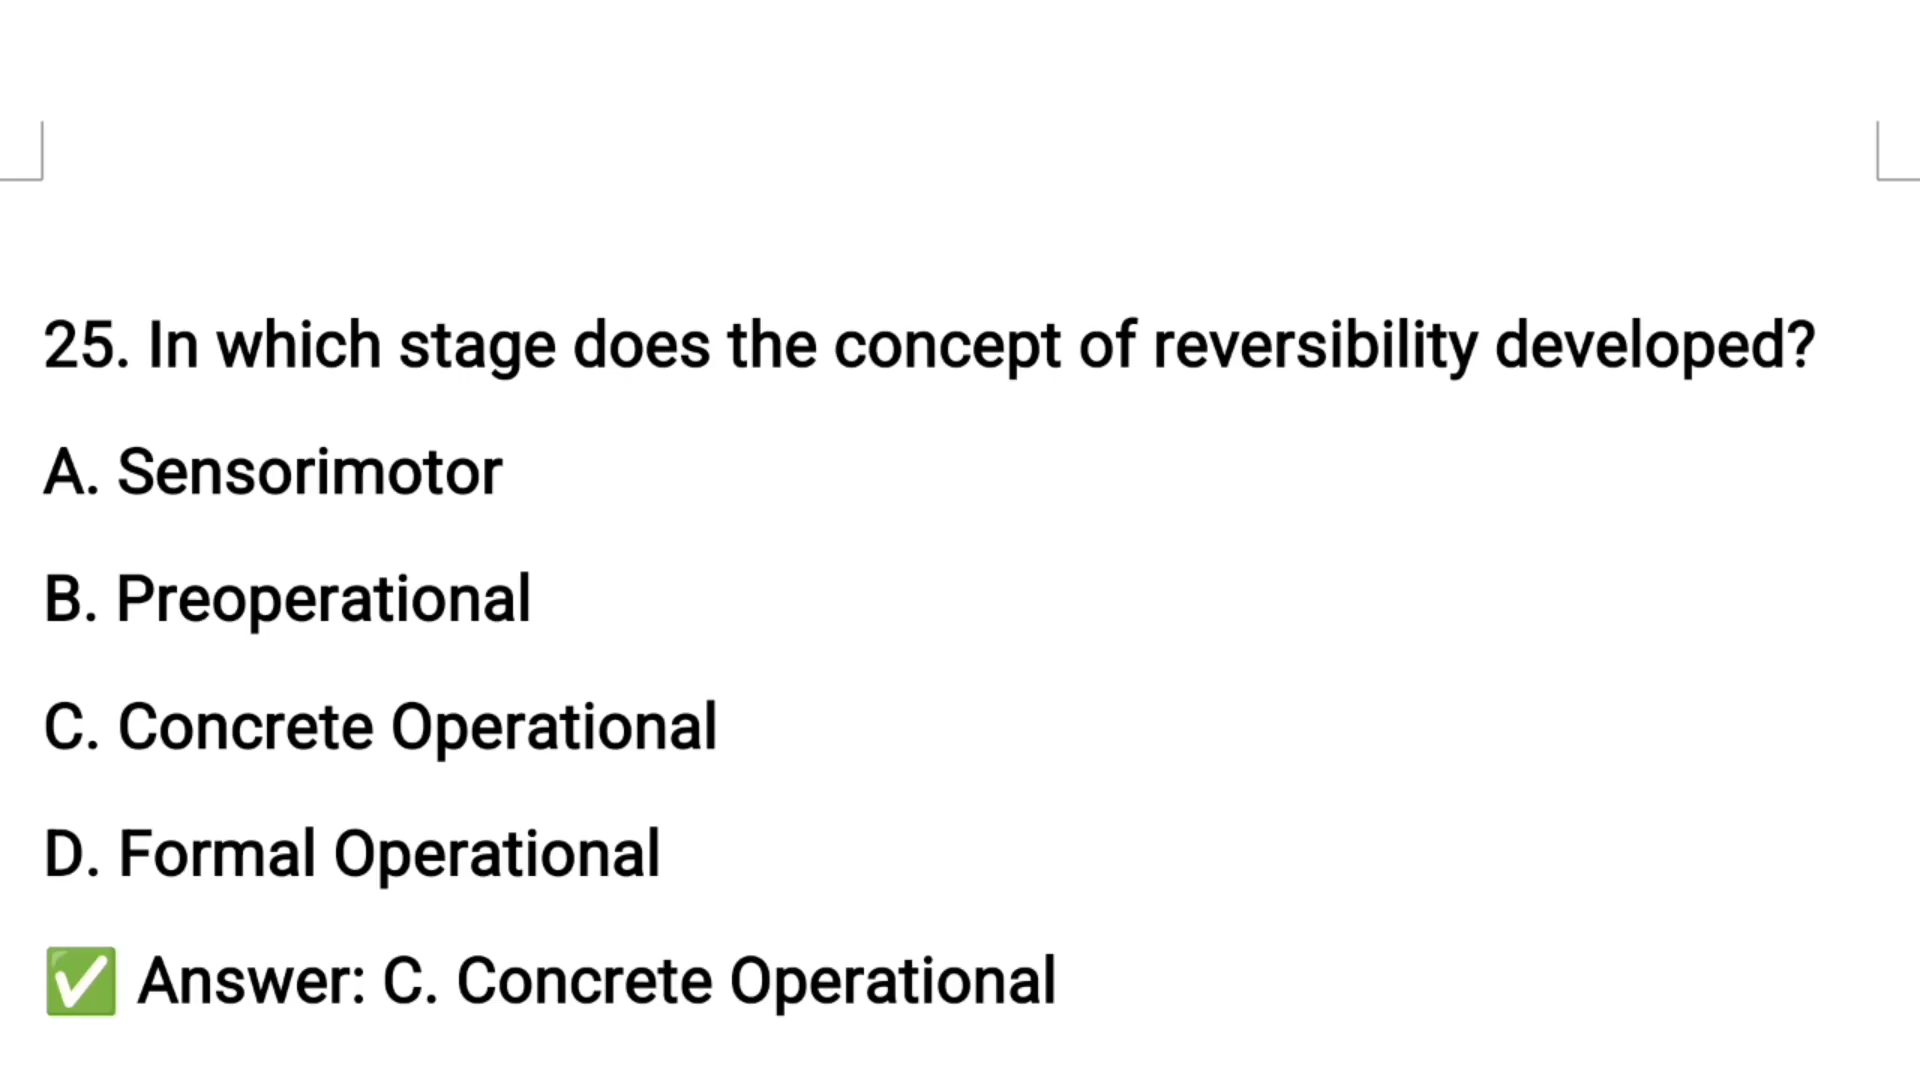 25. In which stage does the concept of reversibility developed?
A. Sensorimotor
B. Preoperational
C. Concrete Operational
D. Formal Operational
✅ Answer: C. Concrete Operational